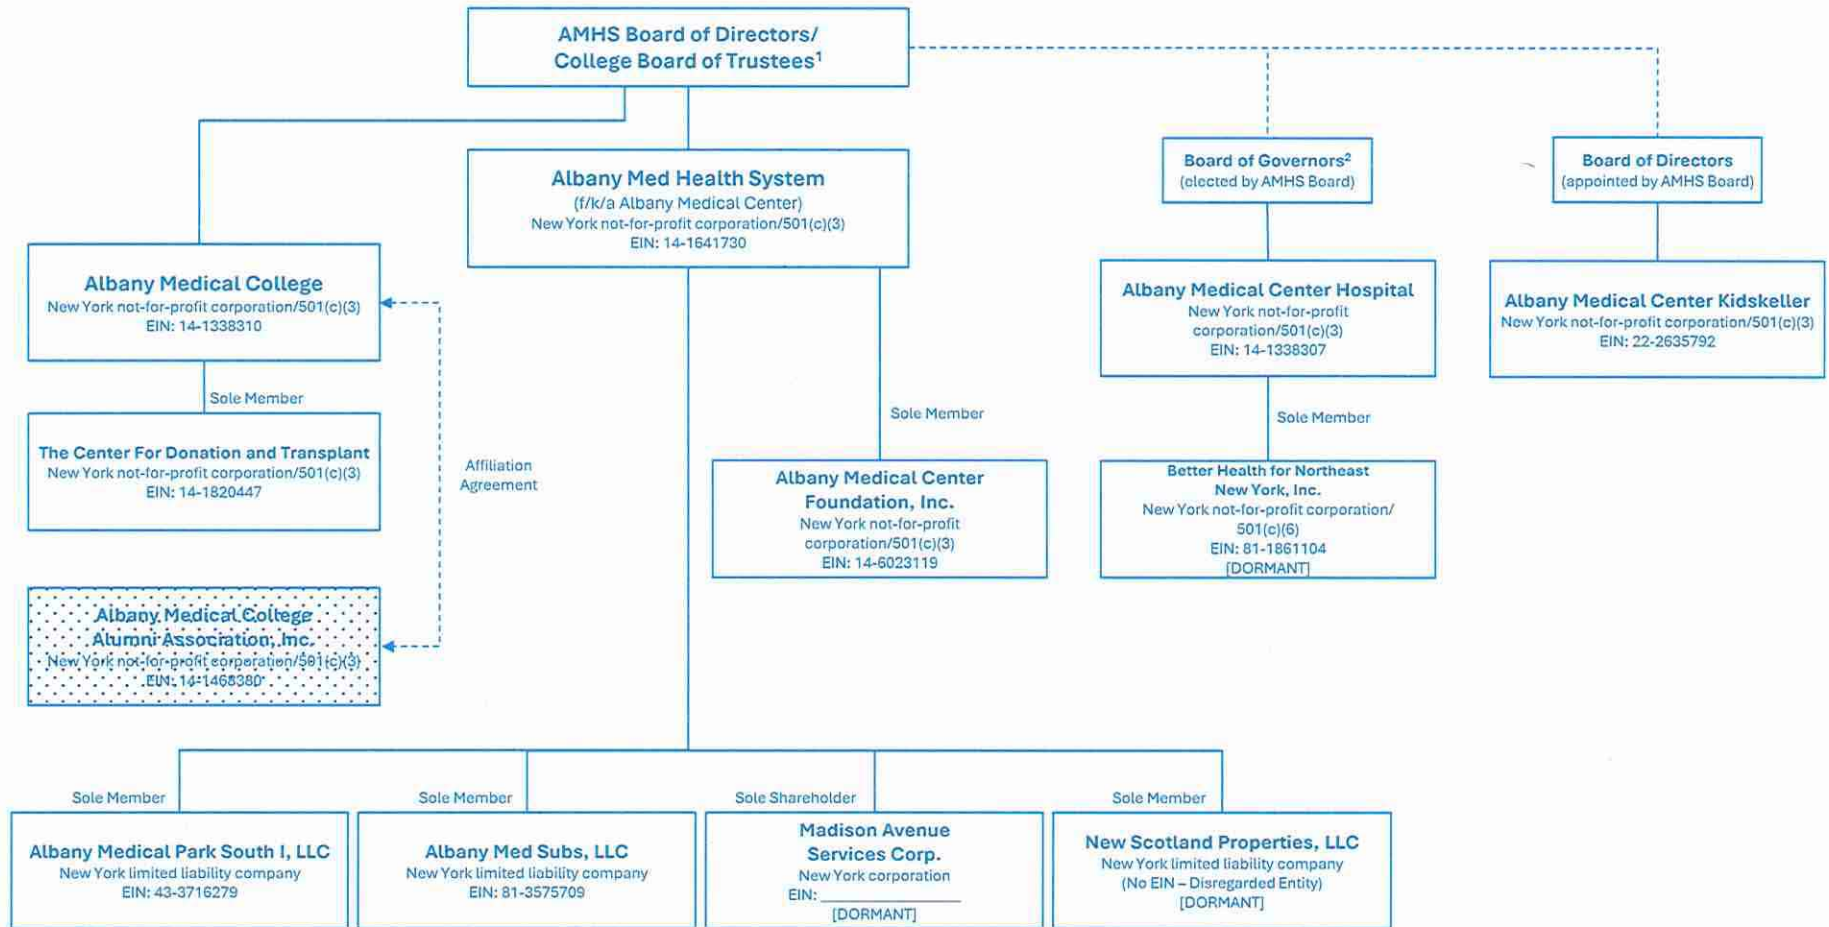 AMHS Board of Directors/
College Board of Trustees¹
Board of Governors²
(elected by AMHS Board)
Board of Directors
(appointed by AMHS Board)
Albany Med Health System
(f/k/a Albany Medical Center)
New York not-for-profit corporation/501(c)(3)
EIN: 14-1641730
Albany Medical College
New York not-for-profit corporation/501(c)(3)
EIN: 14-1338310
Albany Medical Center Hospital
New York not-for-profit
corporation/501(c)(3)
EIN: 14-1338307
Albany Medical Center Kidskeller
New York not-for-profit corporation/501(c)(3)
EIN: 22-2635792
Sole Member
The Center For Donation and Transplant
New York not-for-profit corporation/501(c)(3)
EIN: 14-1820447
Affiliation
Agreement
Sole Member
Albany Medical Center
Foundation, Inc.
New York not-for-profit
corporation/501(c)(3)
EIN: 14-6023119
Sole Member
Better Health for Northeast
New York, Inc.
New York not-for-profit corporation/
501(c)(6)
EIN: 81-1861104
[DORMANT]
Albany Medical College
Alumni Association, Inc.
New York not-for-profit corporation/501(c)(3)
EIN: 14-1468380
Sole Member
Albany Medical Park South I, LLC
New York limited liability company
EIN: 43-3716279
Sole Member
Albany Med Subs, LLC
New York limited liability company
EIN: 81-3575709
Sole Shareholder
Madison Avenue
Services Corp.
New York corporation
EIN: ____________________
[DORMANT]
Sole Member
New Scotland Properties, LLC
New York limited liability company
(No EIN – Disregarded Entity)
[DORMANT]